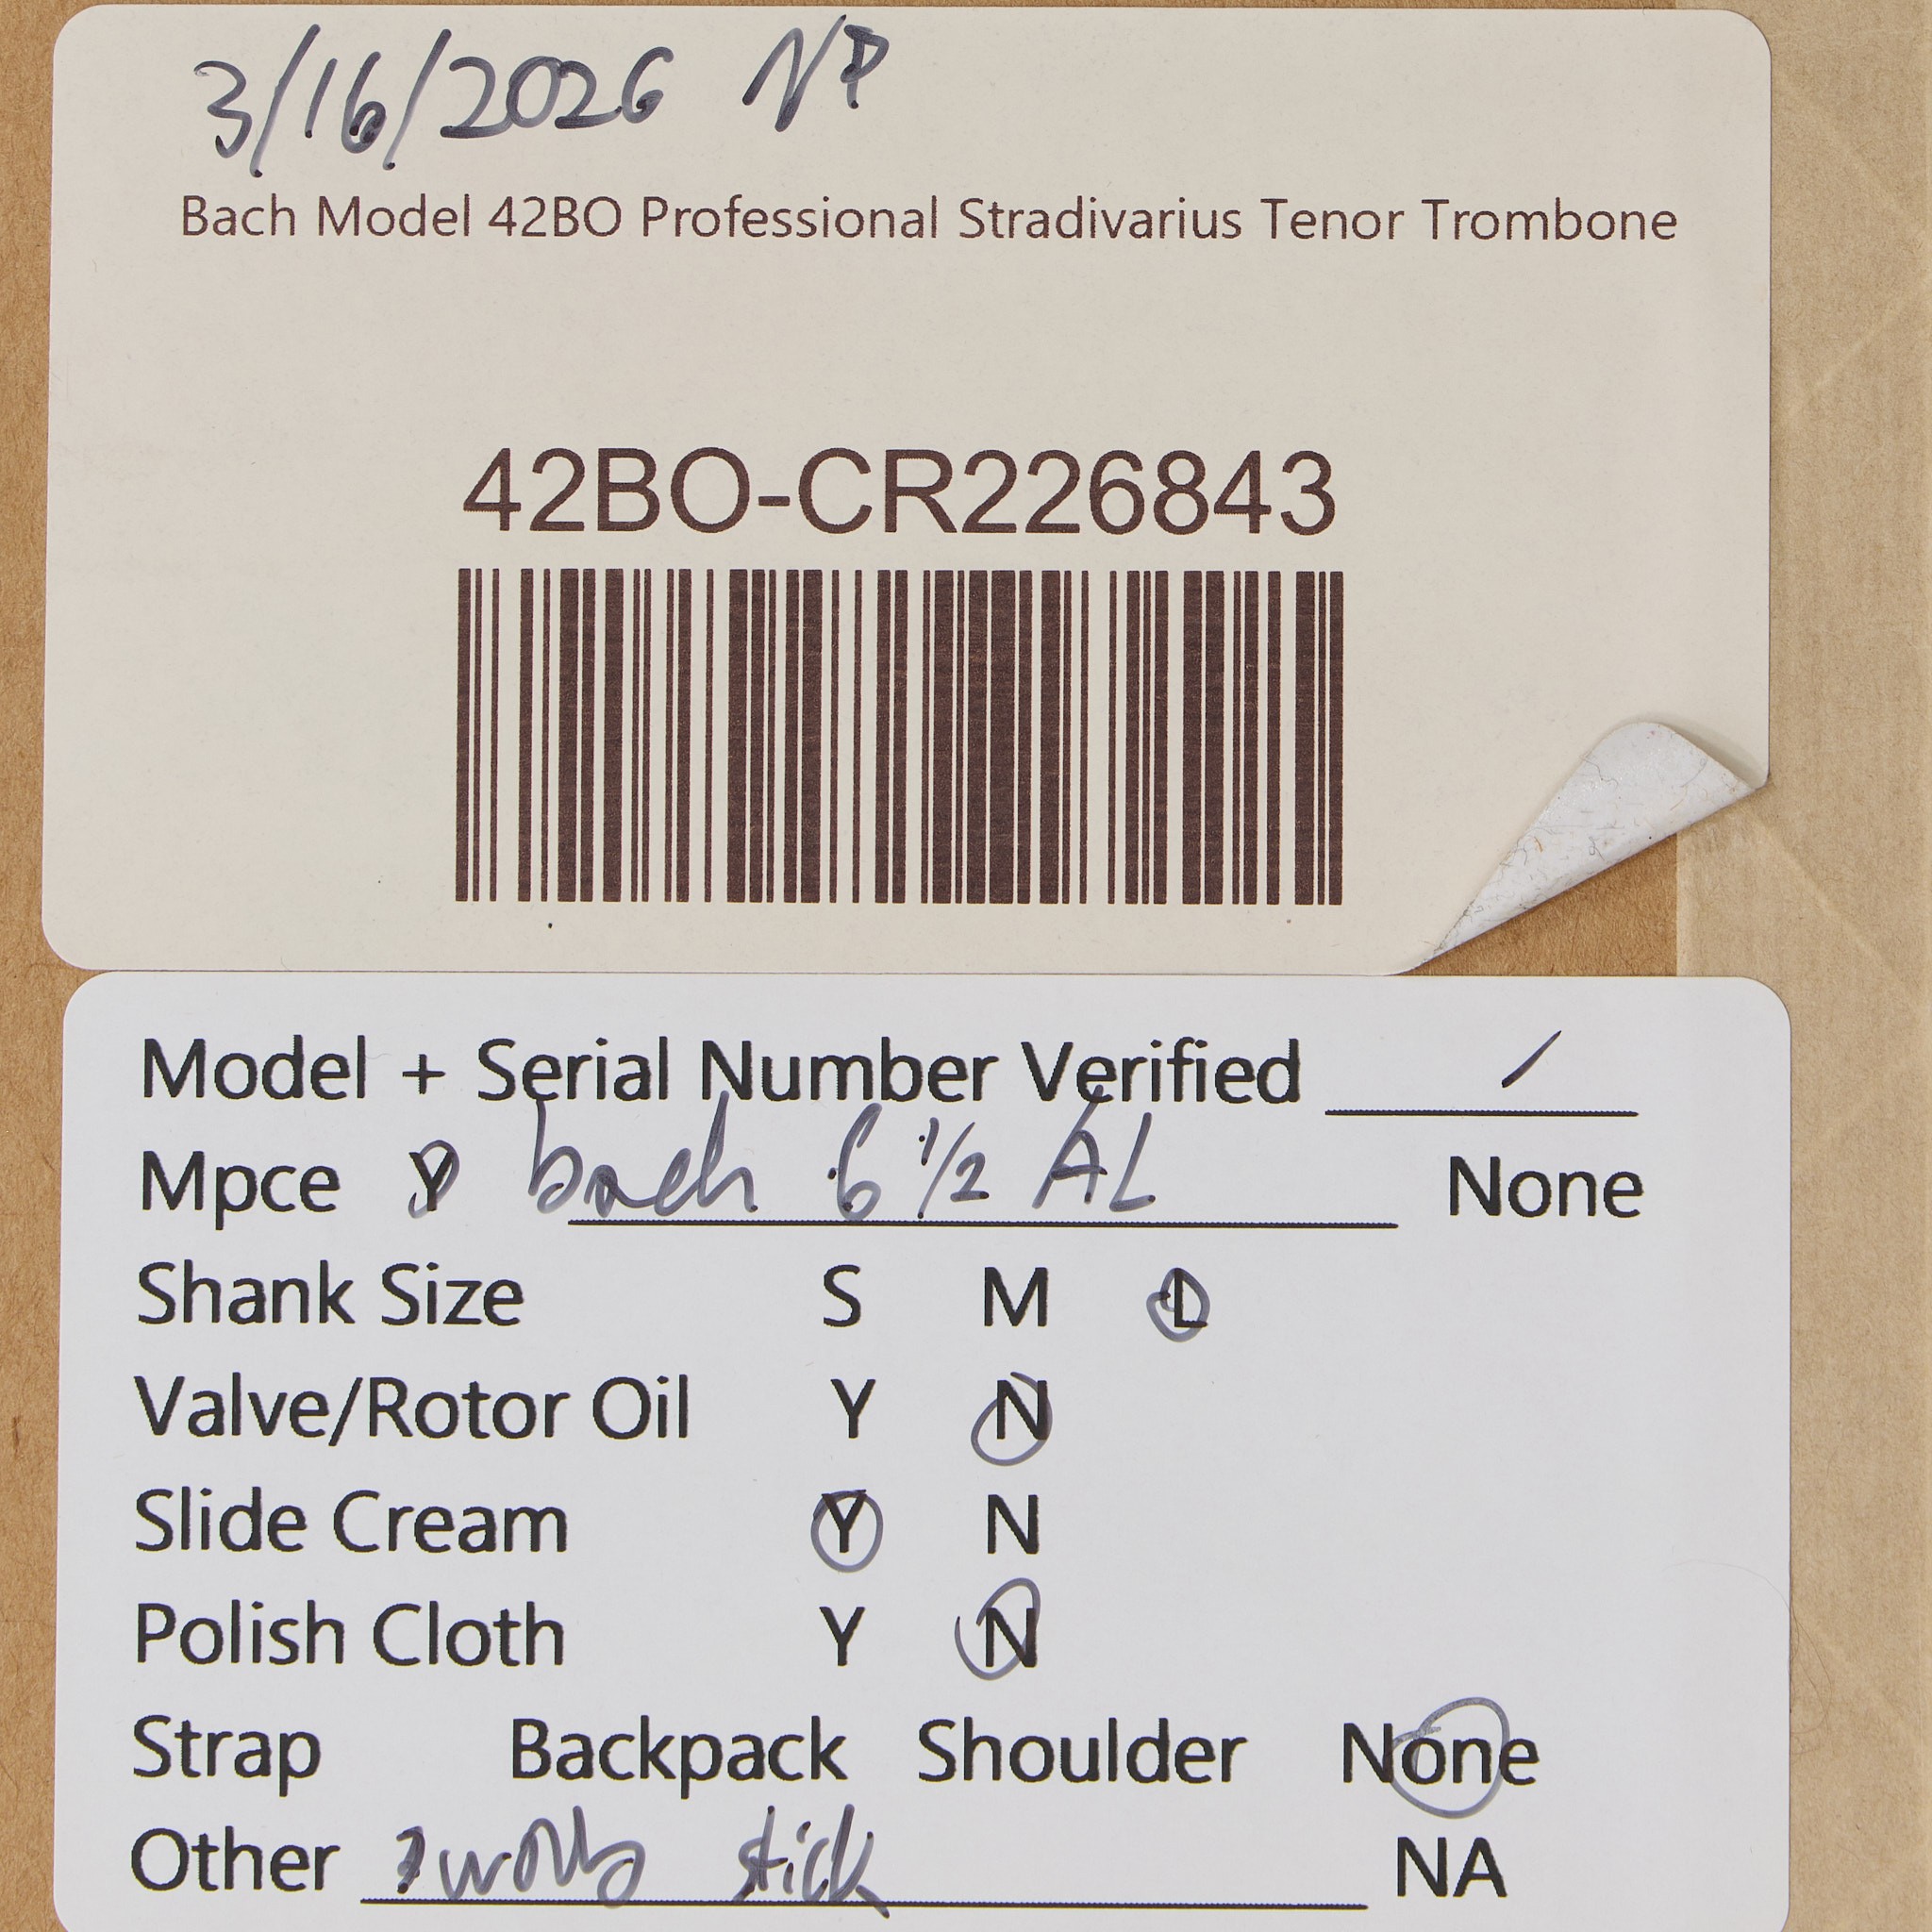 3/16/2026 NP
Bach Model 42BO Professional Stradivarius Tenor Trombone
42BO-CR226843
Model + Serial Number Verified
Mpce Y bach 6 1/2 AL None
Shank Size S M L
Valve/Rotor Oil Y N
Slide Cream Y N
Polish Cloth Y N
Strap Backpack Shoulder None
Other stick NA